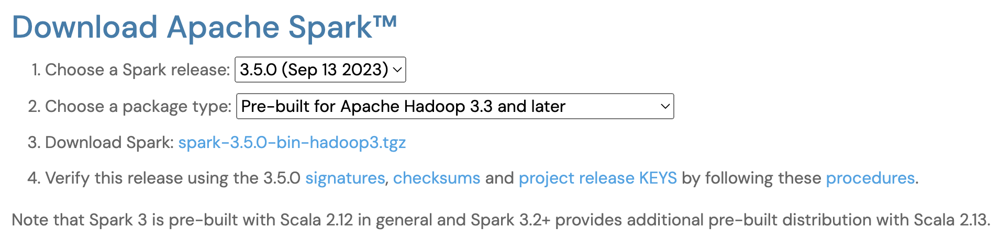 Download Apache Spark™
1. Choose a Spark release: 3.5.0 (Sep 13 2023)
2. Choose a package type: Pre-built for Apache Hadoop 3.3 and later
3. Download Spark: spark-3.5.0-bin-hadoop3.tgz
4. Verify this release using the 3.5.0 signatures, checksums and project release KEYS by following these procedures.
Note that Spark 3 is pre-built with Scala 2.12 in general and Spark 3.2+ provides additional pre-built distribution with Scala 2.13.